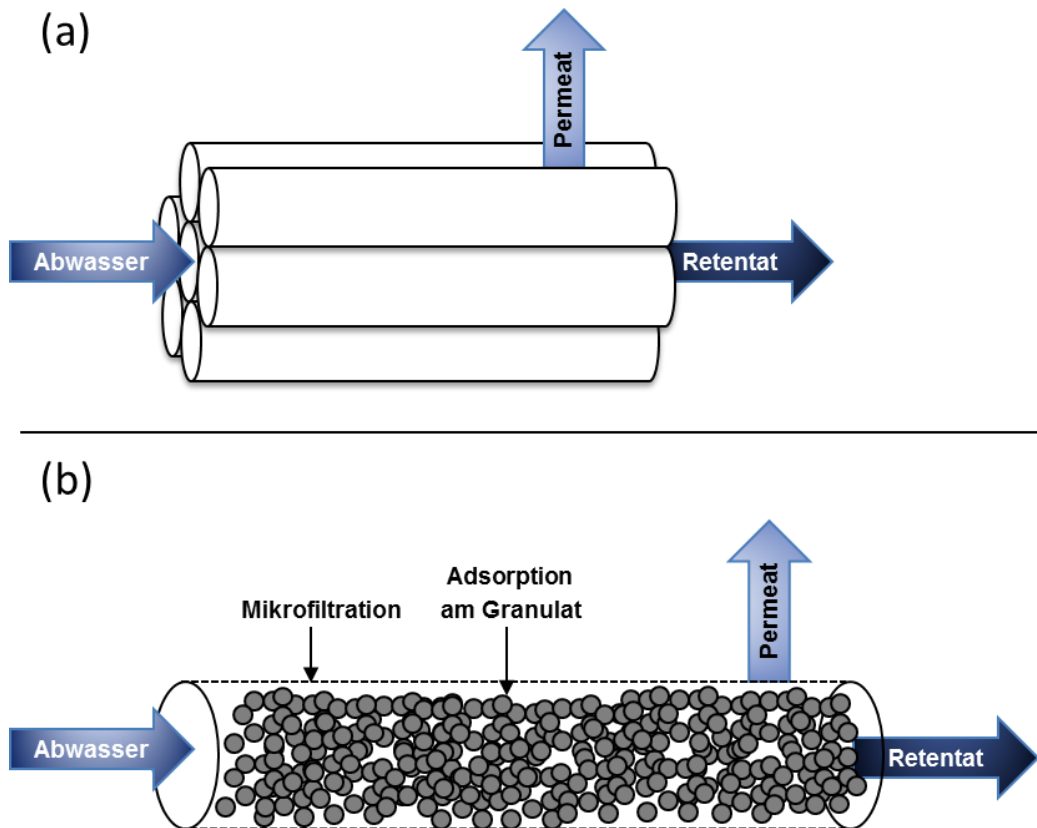 (a)
Permeat
Abwasser
Retentat
(b)
Adsorption
am Granulat
Mikrofiltration
Permeat
Abwasser
Retentat